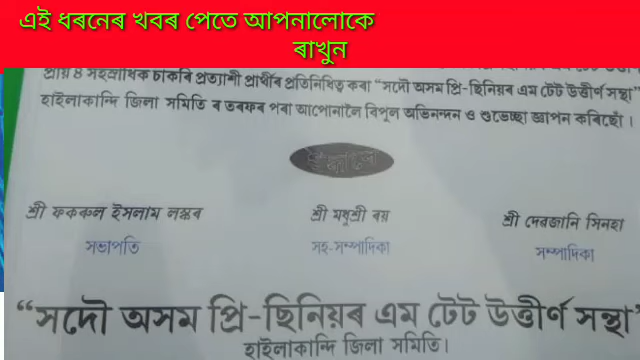 এই ধৰনেৰ খবৰ পেতে আপনালোকে
ৰাখুন
প্ৰায় ৪ সহস্ৰাধিক চাকৰি প্ৰত্যাশী প্ৰাৰ্থীৰ প্ৰতিনিধিত্ব কৰা “সদৌ অসম প্ৰি-ছিনিয়ৰ এম টেট উত্তীৰ্ণ সন্থা”
হাইলাকান্দি জিলা সমিতি ৰ তৰফৰ পৰা আপোনালৈ বিপুল অভিনন্দন ও শুভেচ্ছা জ্ঞাপন কৰিছোঁ ।
শ্ৰী ফকৰুল ইসলাম লস্কৰ
শ্ৰী মধুশ্ৰী ৰয়
শ্ৰী দেৱজানি সিনহা
সভাপতি
সহ-সম্পাদিকা
সম্পাদিকা
“সদৌ অসম প্ৰি-ছিনিয়ৰ এম টেট উত্তীৰ্ণ সন্থা”
হাইলাকান্দি জিলা সমিতি।